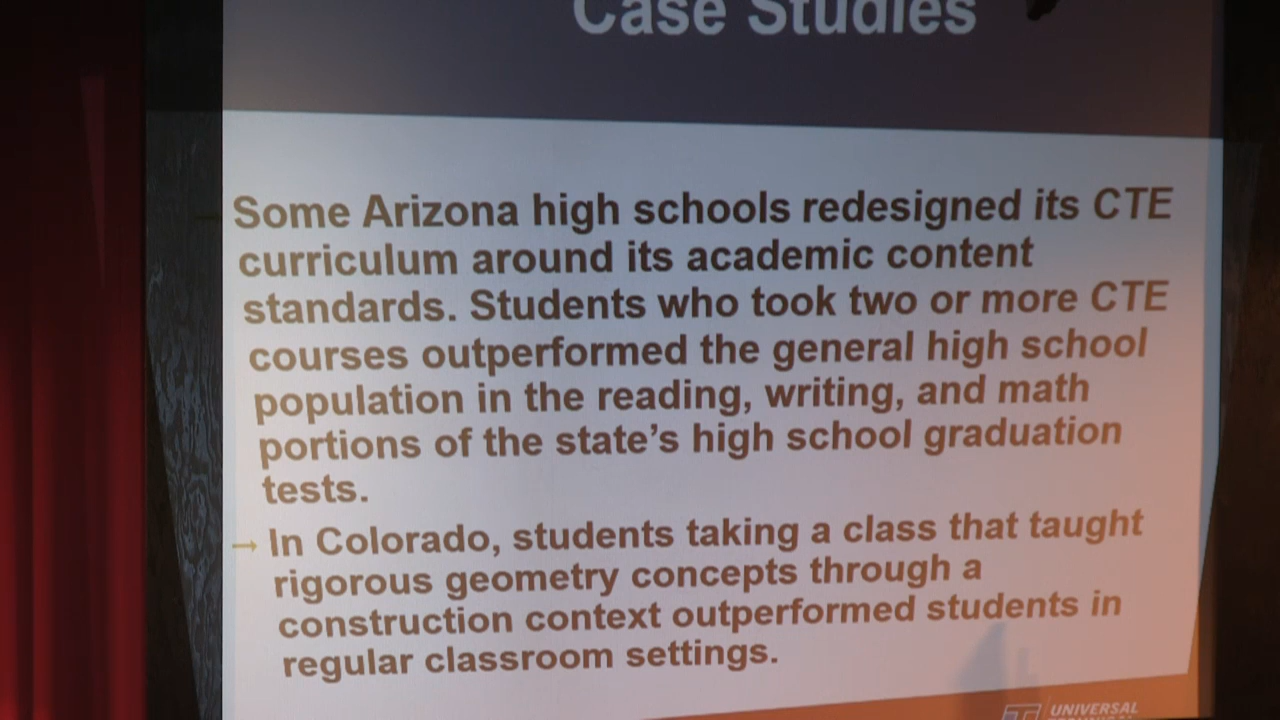 Case Studies
Some Arizona high schools redesigned its CTE
curriculum around its academic content
standards. Students who took two or more CTE
courses outperformed the general high school
population in the reading, writing, and math
portions of the state's high school graduation
tests.
→ In Colorado, students taking a class that taught
rigorous geometry concepts through a
construction context outperformed students in
regular classroom settings.
UNIVERSAL